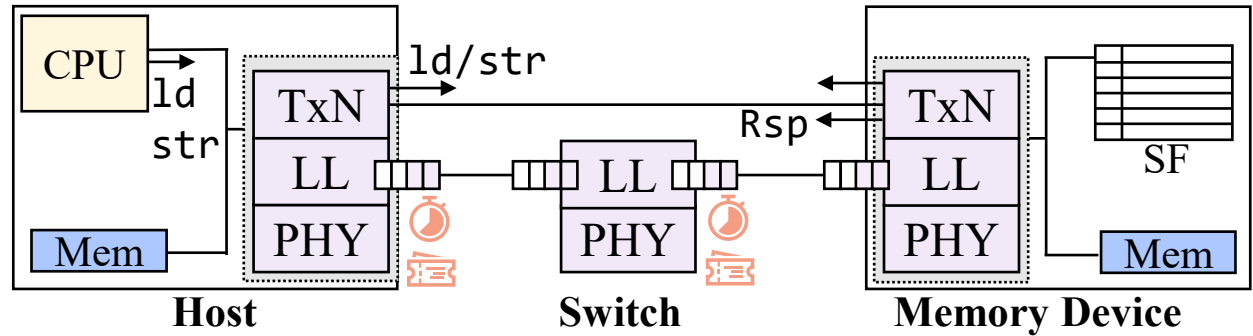 CPU
ld
str
Mem
TxN
LL
PHY
ld/str
Rsp
LL
PHY
TxN
LL
PHY
SF
Mem
Host
Switch
Memory Device